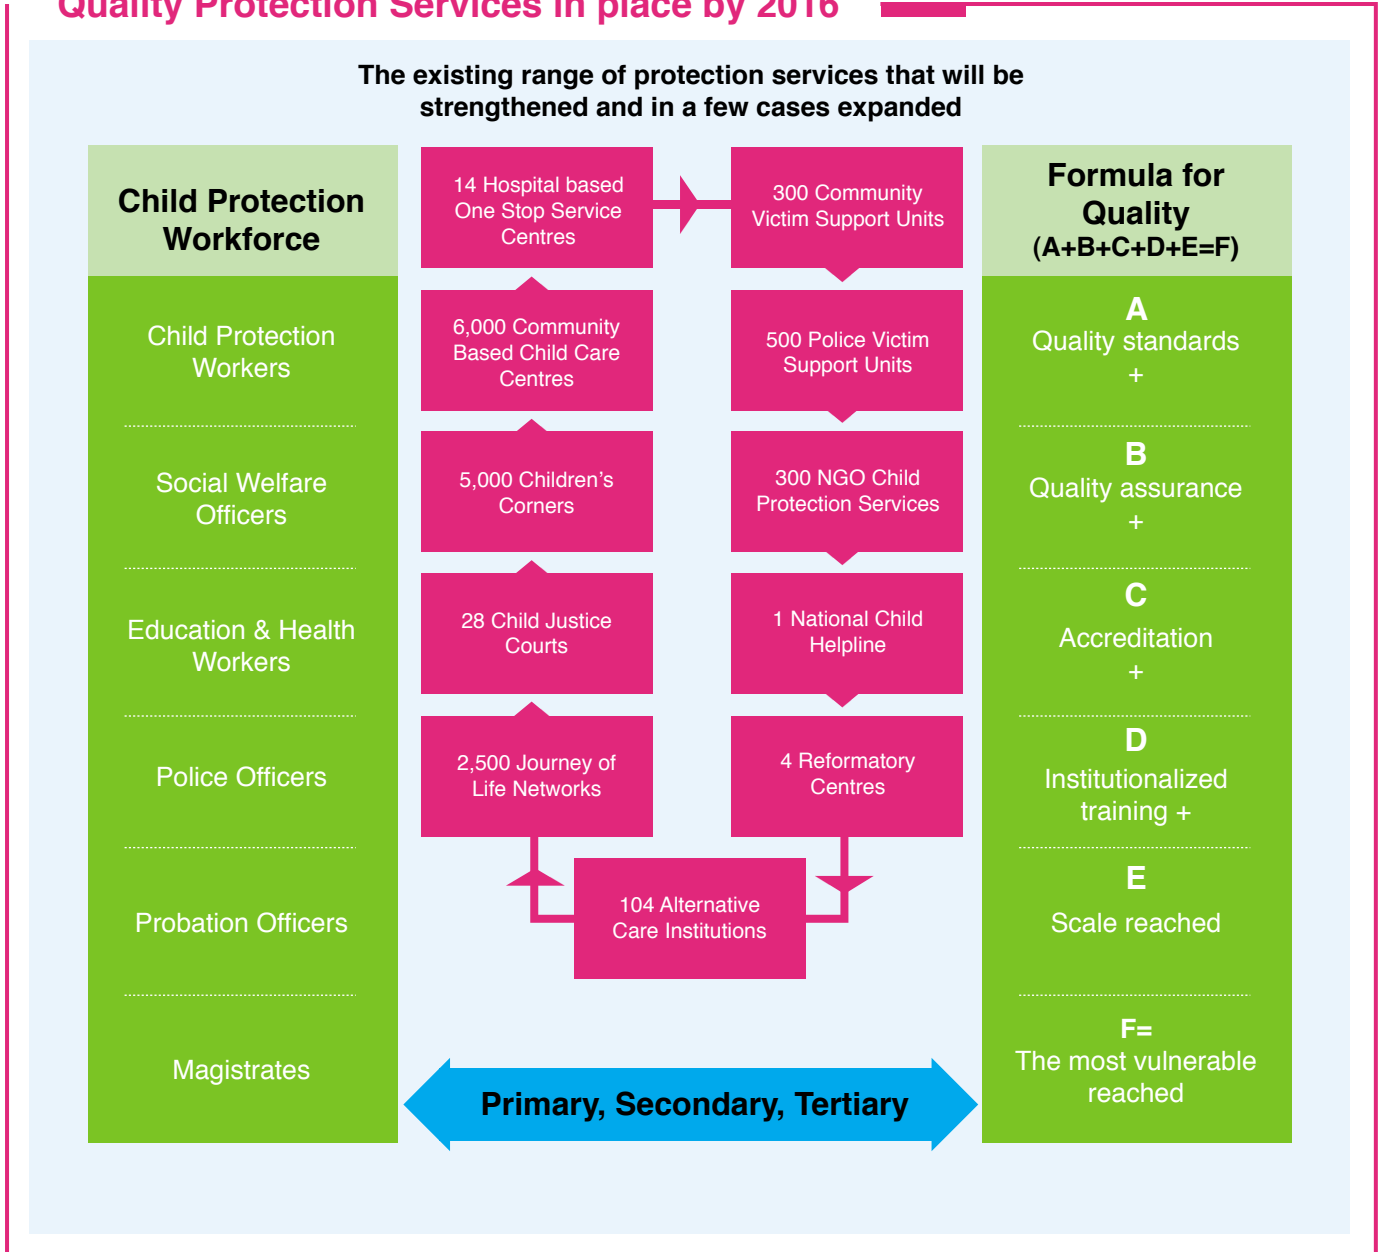 Quality Protection Services in place by 2016
The existing range of protection services that will be
strengthened and in a few cases expanded
Child Protection
Workforce
Child Protection
Workers
Social Welfare
Officers
Education & Health
Workers
Police Officers
Probation Officers
Magistrates
14 Hospital based
One Stop Service
Centres
6,000 Community
Based Child Care
Centres
5,000 Children's
Corners
28 Child Justice
Courts
2,500 Journey of
Life Networks
300 Community
Victim Support Units
500 Police Victim
Support Units
300 NGO Child
Protection Services
1 National Child
Helpline
4 Reformatory
Centres
104 Alternative
Care Institutions
Primary, Secondary, Tertiary
Formula for
Quality
(A+B+C+D+E=F)
A
Quality standards
+
B
Quality assurance
+
C
Accreditation
+
D
Institutionalized
training +
E
Scale reached
F=
The most vulnerable
reached